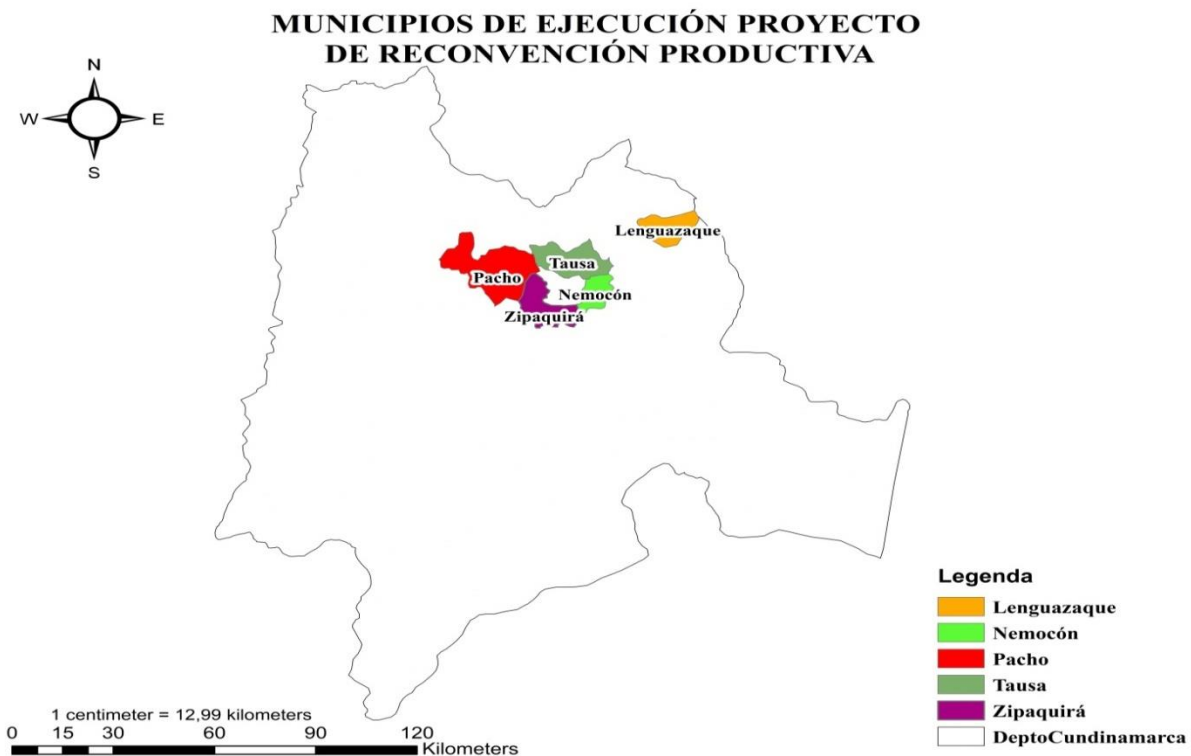 MUNICIPIOS DE EJECUCIÓN PROYECTO
DE RECONVENCIÓN PRODUCTIVA
N
W E
S
Lenguazaque
Tausa
Pacho
Nemocón
Zipaquirá
Legenda
Lenguazaque
Nemocón
Pacho
Tausa
Zipaquirá
DeptoCundinamarca
1 centimeter = 12,99 kilometers
0 15 30 60 90 120
Kilometers